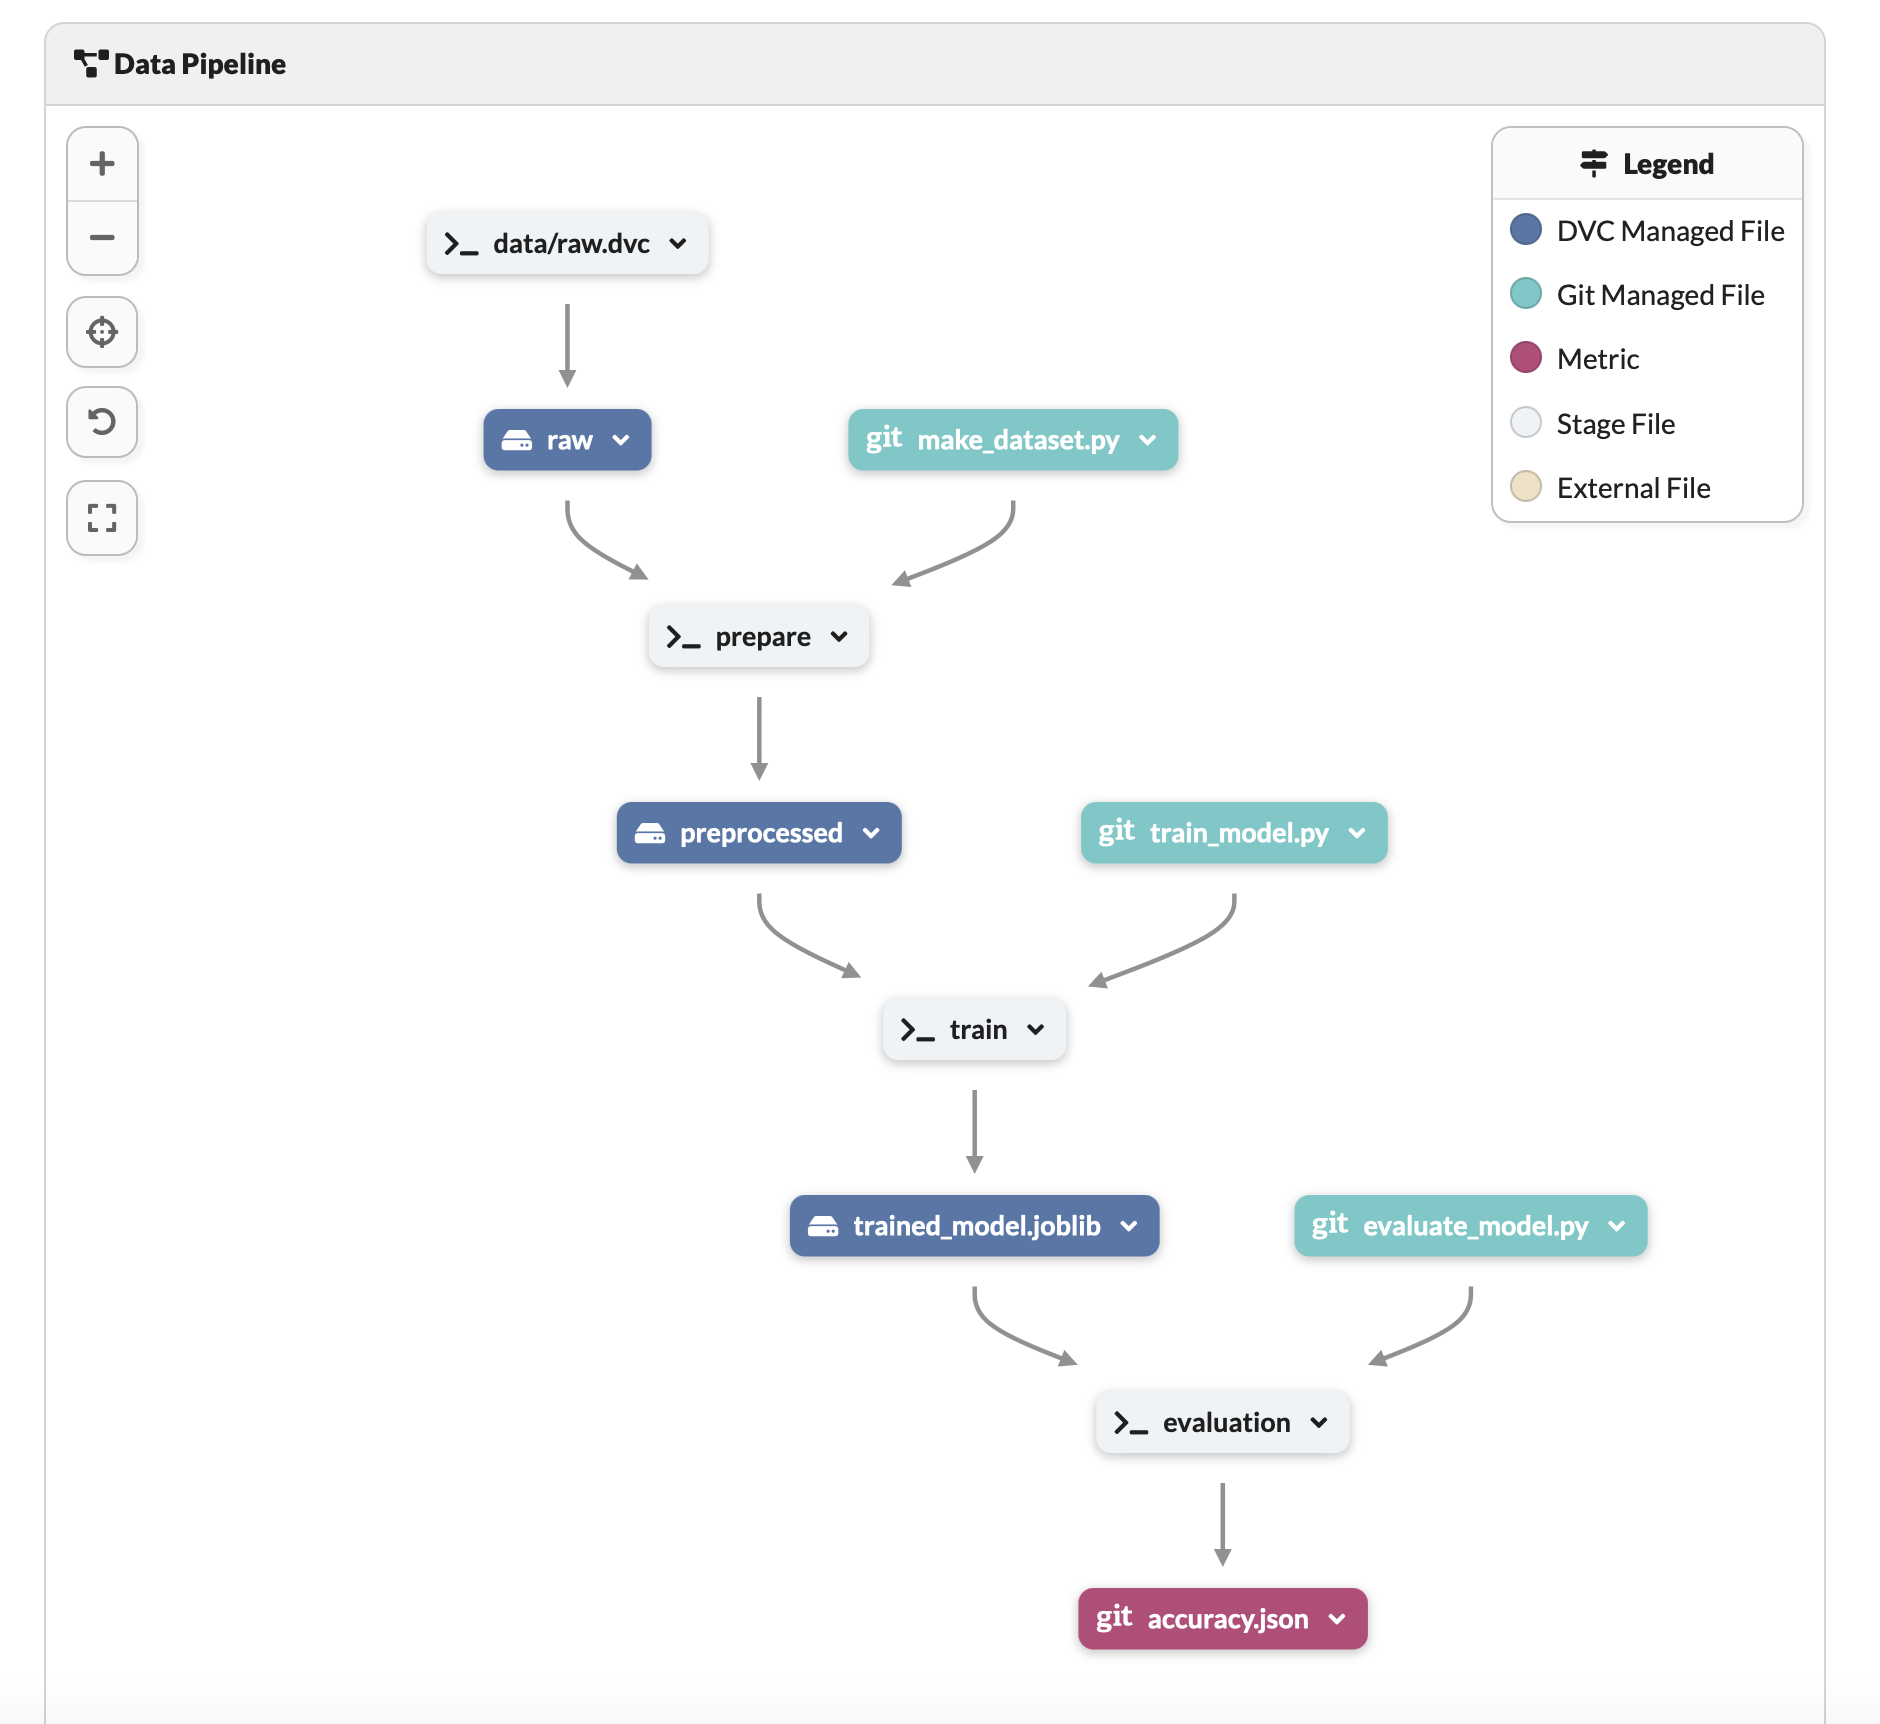 Data Pipeline
Legend
DVC Managed File
Git Managed File
Metric
Stage File
External File
data/raw.dvc
raw
git make_dataset.py
prepare
preprocessed
git train_model.py
train
trained_model.joblib
git evaluate_model.py
evaluation
git accuracy.json